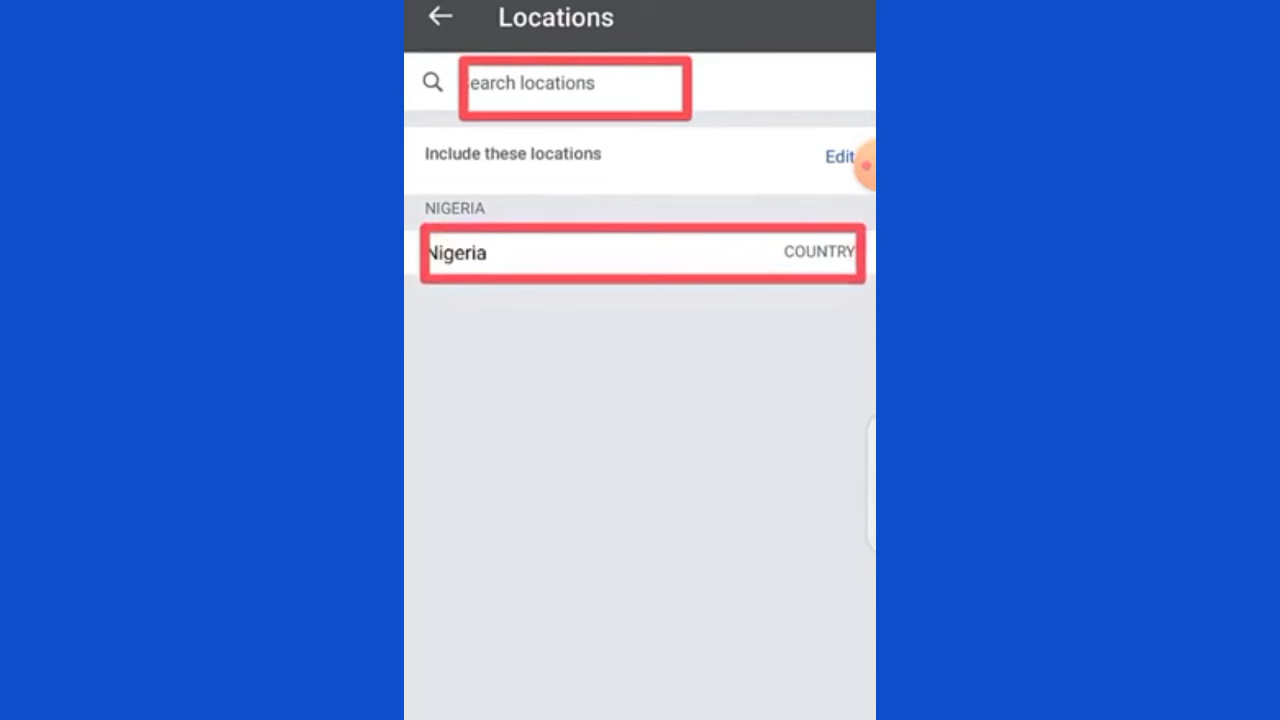 Locations
earch locations
Include these locations
Edit
NIGERIA
Nigeria
COUNTRY